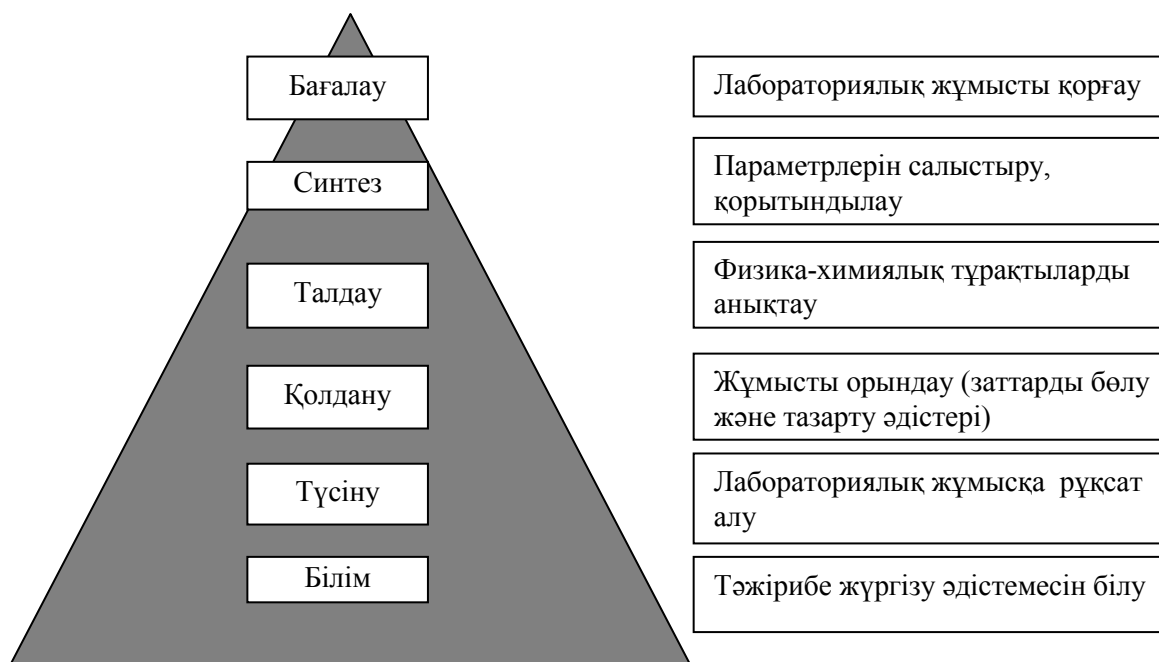 Бағалау
Лабораториялық жұмысты қорғау
Синтез
Параметрлерін салыстыру,
қорытындылау
Талдау
Физика-химиялық тұрақтыларды
анықтау
Қолдану
Жұмысты орындау (заттарды бөлу
және тазарту әдістері)
Түсіну
Лабораториялық жұмысқа  рұқсат
алу
Білім
Тәжірибе жүргізу әдістемесін білу